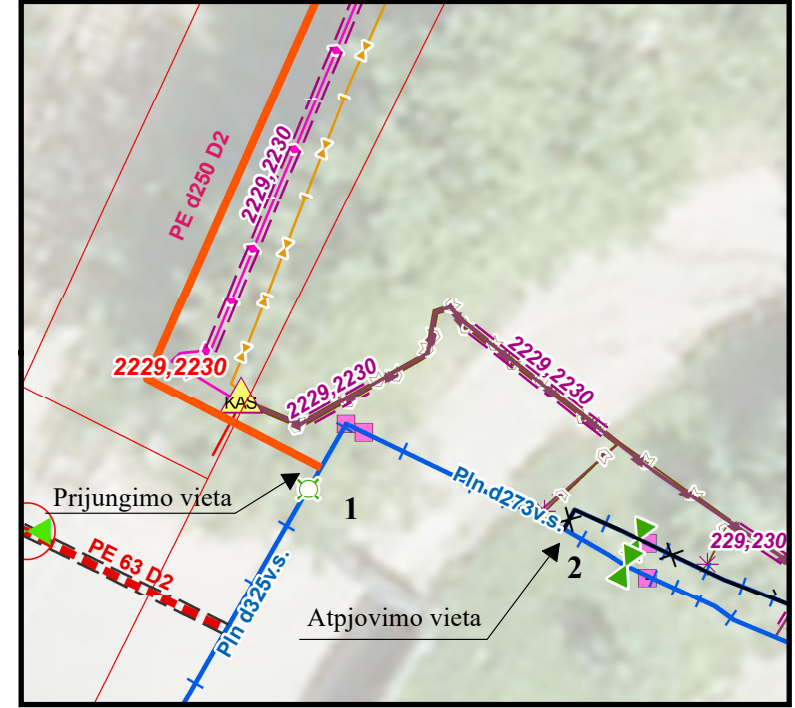 PE d250 D2
2229,2230
2229,2230
KAS
2229,2230
2229,2230
Pln d273v.s.
Prijungimo vieta
1
229,230
PE 63 D2
2
Pln d325v.s.
Atpjovimo vieta